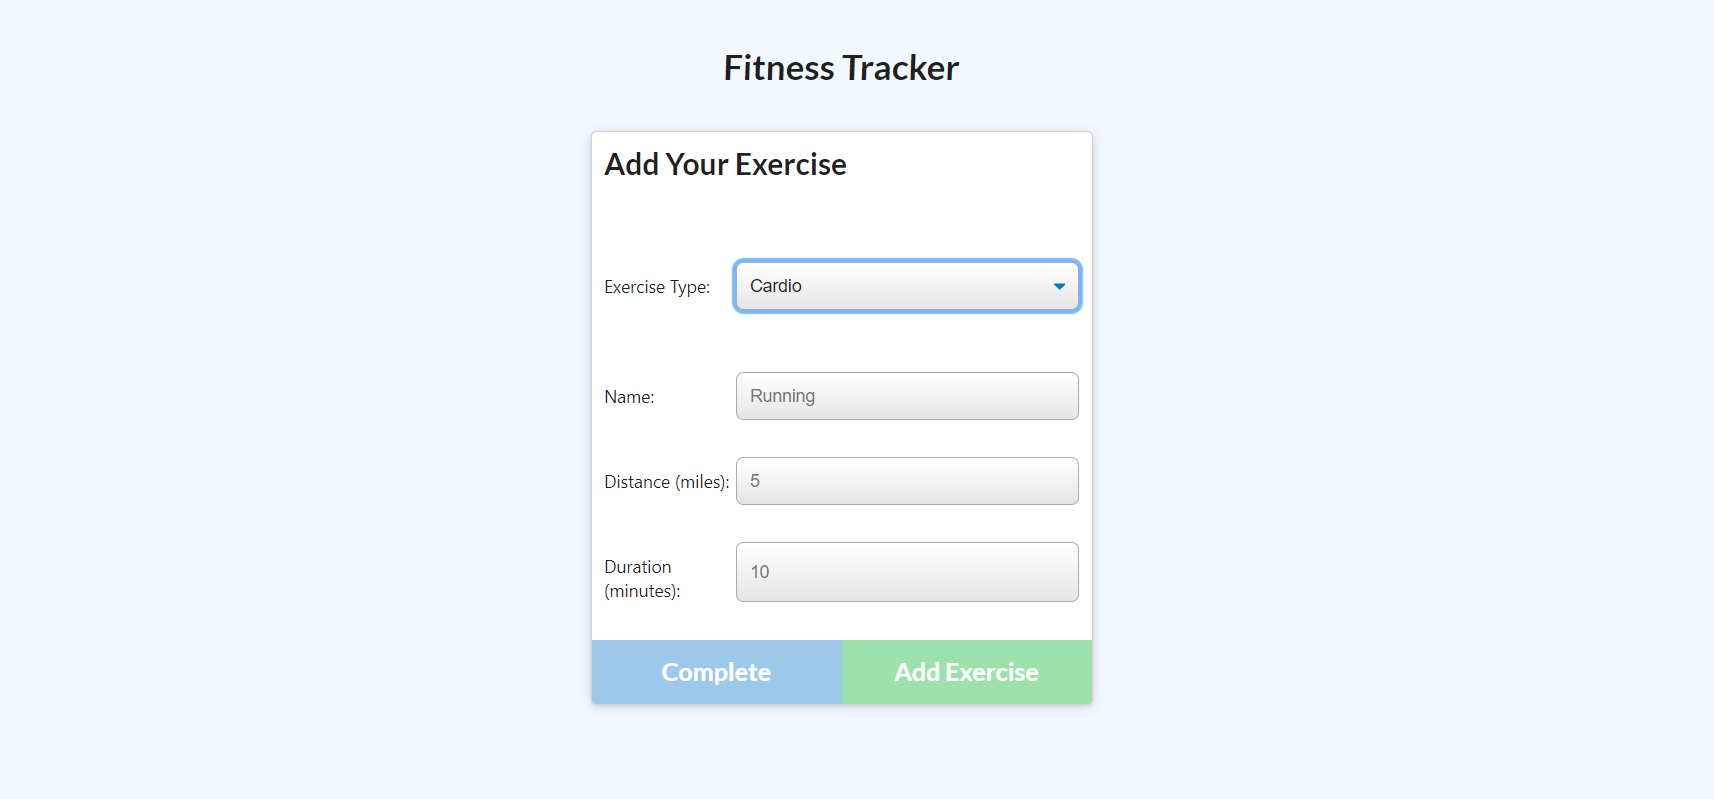 Fitness Tracker
Add Your Exercise
Exercise Type: Cardio
Name: Running
Distance (miles): 5
Duration
(minutes): 10
Complete Add Exercise